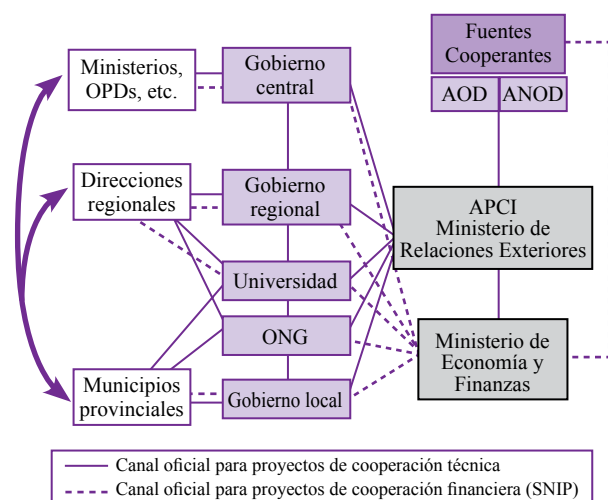 Fuentes
Cooperantes
AOD
ANOD
Ministerios,
OPDs, etc.
Gobierno
central
Direcciones
regionales
Gobierno
regional
APCI
Ministerio de
Relaciones Exteriores
Universidad
ONG
Ministerio de
Economía y
Finanzas
Municipios
provinciales
Gobierno local
Canal oficial para proyectos de cooperación técnica
Canal oficial para proyectos de cooperación financiera (SNIP)